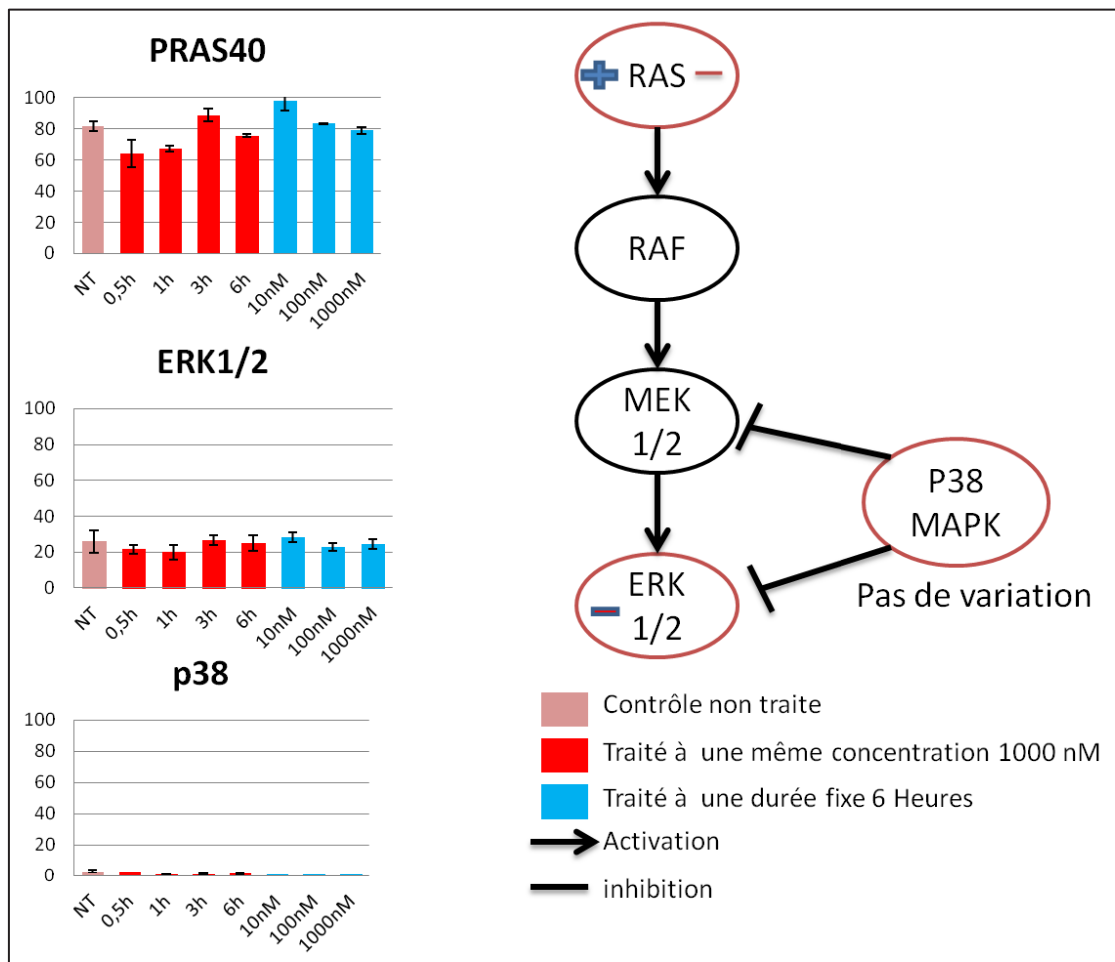 PRAS40
100
80
60
40
20
0
NT 0,5h 1h 3h 6h 10nM 100nM 1000nM
ERK1/2
100
80
60
40
20
0
NT 0,5h 1h 3h 6h 10nM 100nM 1000nM
p38
100
80
60
40
20
0
NT 0,5h 1h 3h 6h 10nM 100nM 1000nM
RAS
RAF
MEK
1/2
ERK
1/2
P38
MAPK
Pas de variation
Contrôle non traite
Traité à une même concentration 1000 nM
Traité à une durée fixe 6 Heures
Activation
inhibition